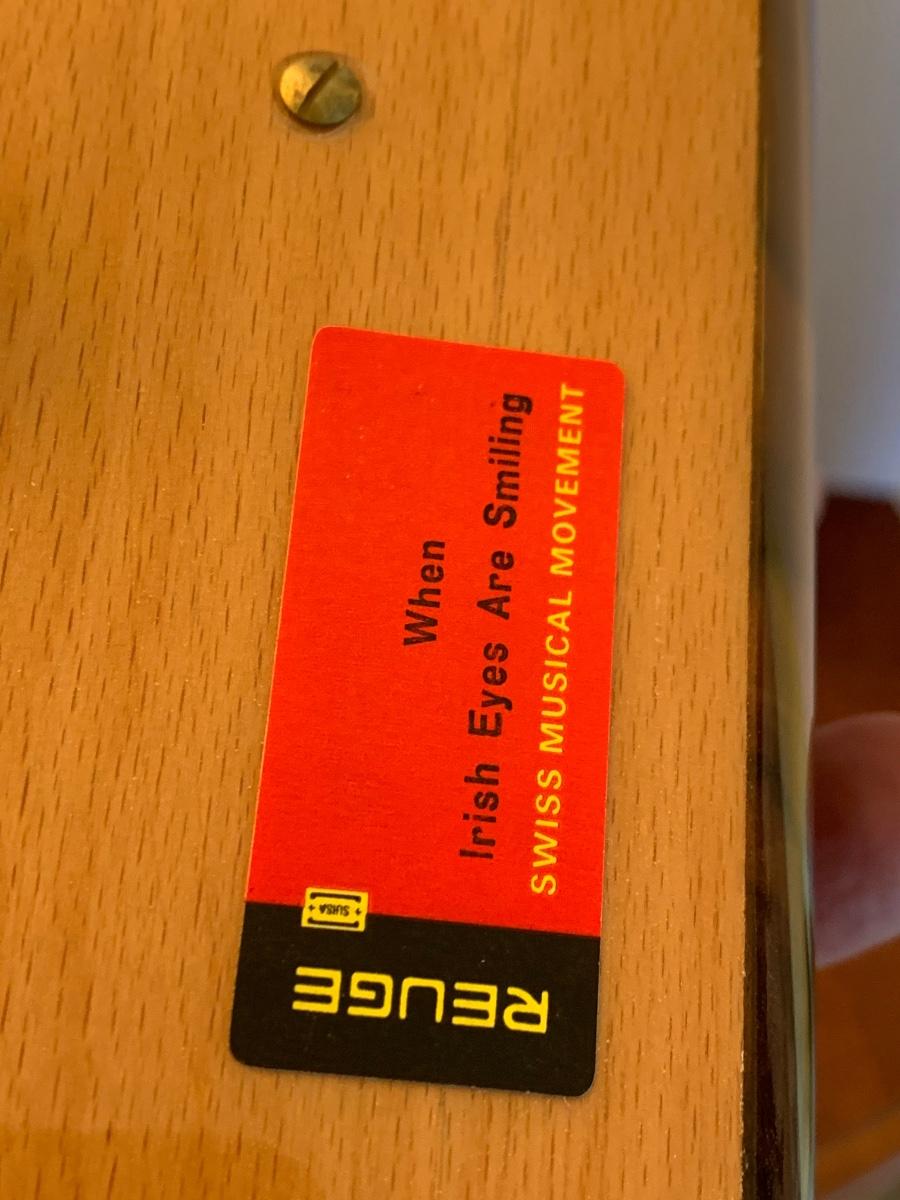 When
Irish Eyes Are Smiling
SWISS MUSICAL MOVEMENT
SUISA
REUGE